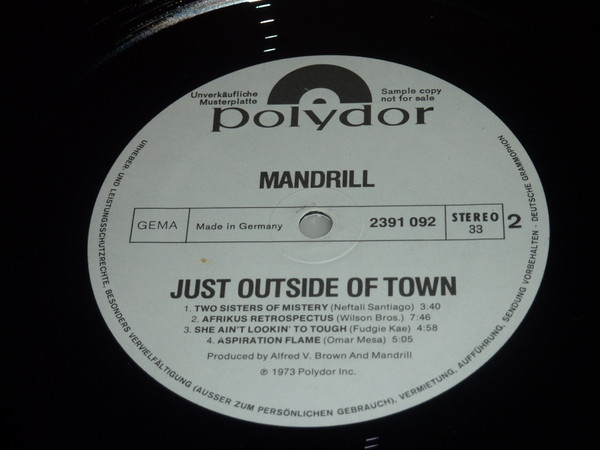 Unverkäufliche
Musterplatte
Sample copy
not for sale
polydor
MANDRILL
GEMA
Made in Germany
2391 092
STEREO
33
2
JUST OUTSIDE OF TOWN
1. TWO SISTERS OF MISTERY (Neftali Santiago) 3:40
2. AFRIKUS RETROSPECTUS (Wilson Bros.) 7:46
3. SHE AIN'T LOOKIN' TO TOUGH (Fudgie Kae) 4:58
4. ASPIRATION FLAME (Omar Mesa) 5:05
Produced by Alfred V. Brown And Mandrill
℗ 1973 Polydor Inc.
URHEBER- UND LEISTUNGSSCHUTZRECHTE, BESONDERS VERVIELFÄLTIGUNG (AUSSER ZUM PERSÖNLICHEN GEBRAUCH), VERMIETUNG, AUFFÜHRUNG, SENDUNG VORBEHALTEN - DEUTSCHE GRAMMOPHON